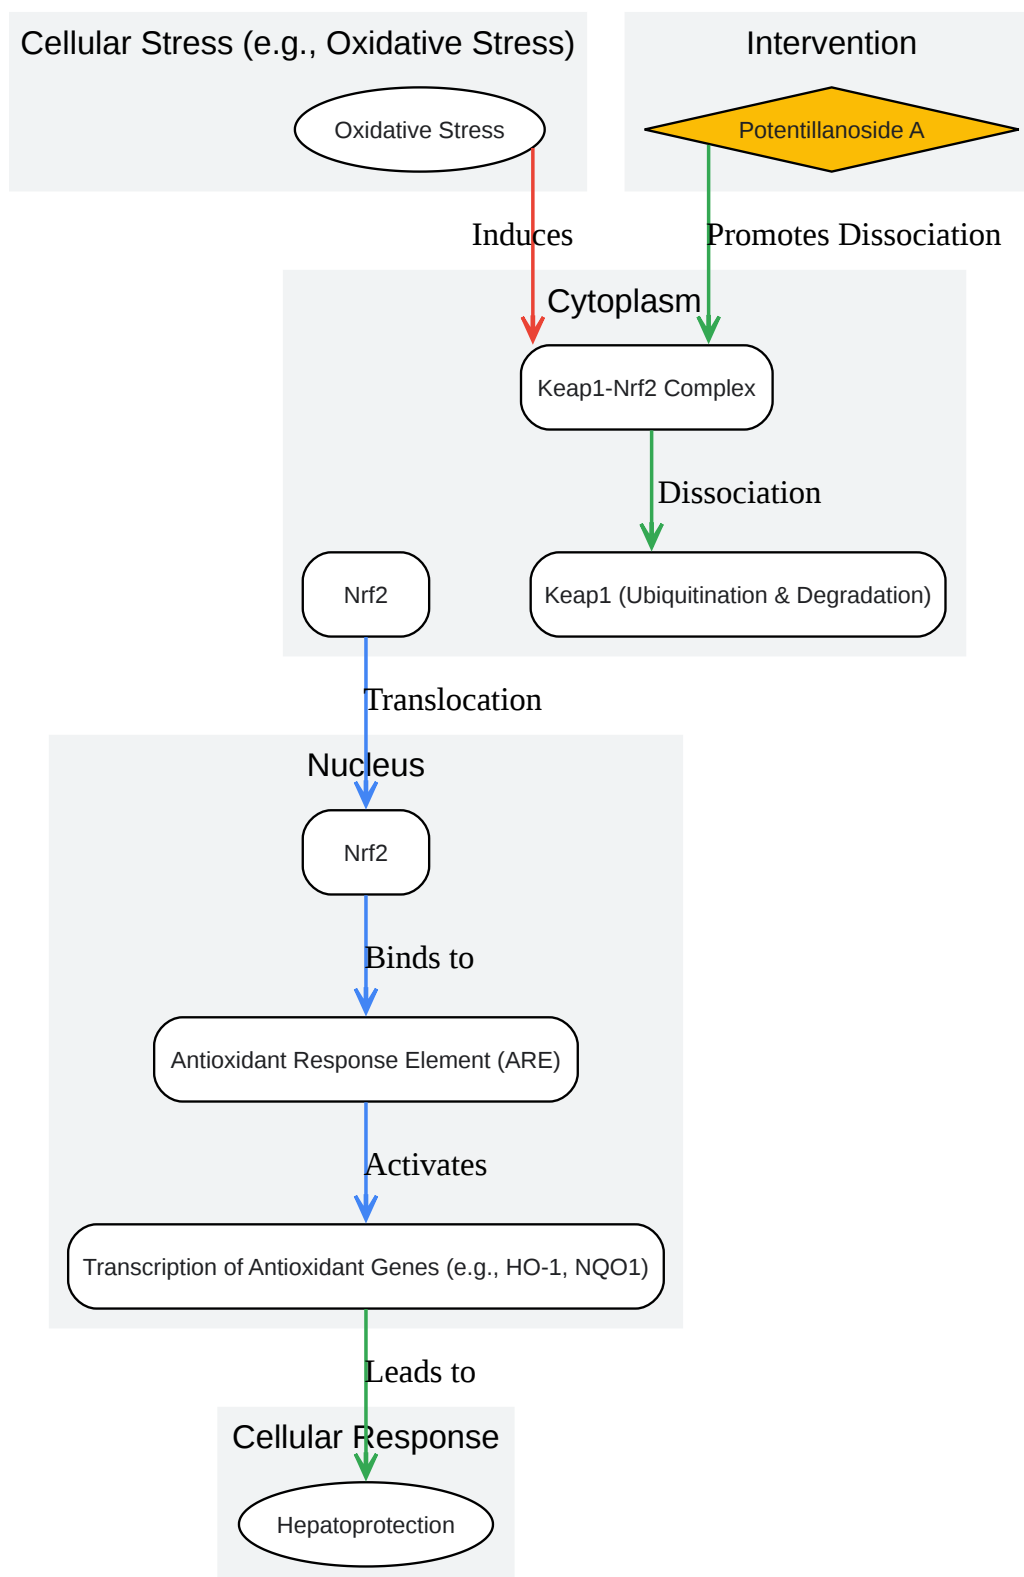 Cellular Stress (e.g., Oxidative Stress)
Intervention
Oxidative Stress
Potentillanoside A
Induces
Promotes Dissociation
Cytoplasm
Keap1-Nrf2 Complex
Dissociation
Nrf2
Keap1 (Ubiquitination & Degradation)
Translocation
Nucleus
Nrf2
Binds to
Antioxidant Response Element (ARE)
Activates
Transcription of Antioxidant Genes (e.g., HO-1, NQO1)
Leads to
Cellular Response
Hepatoprotection